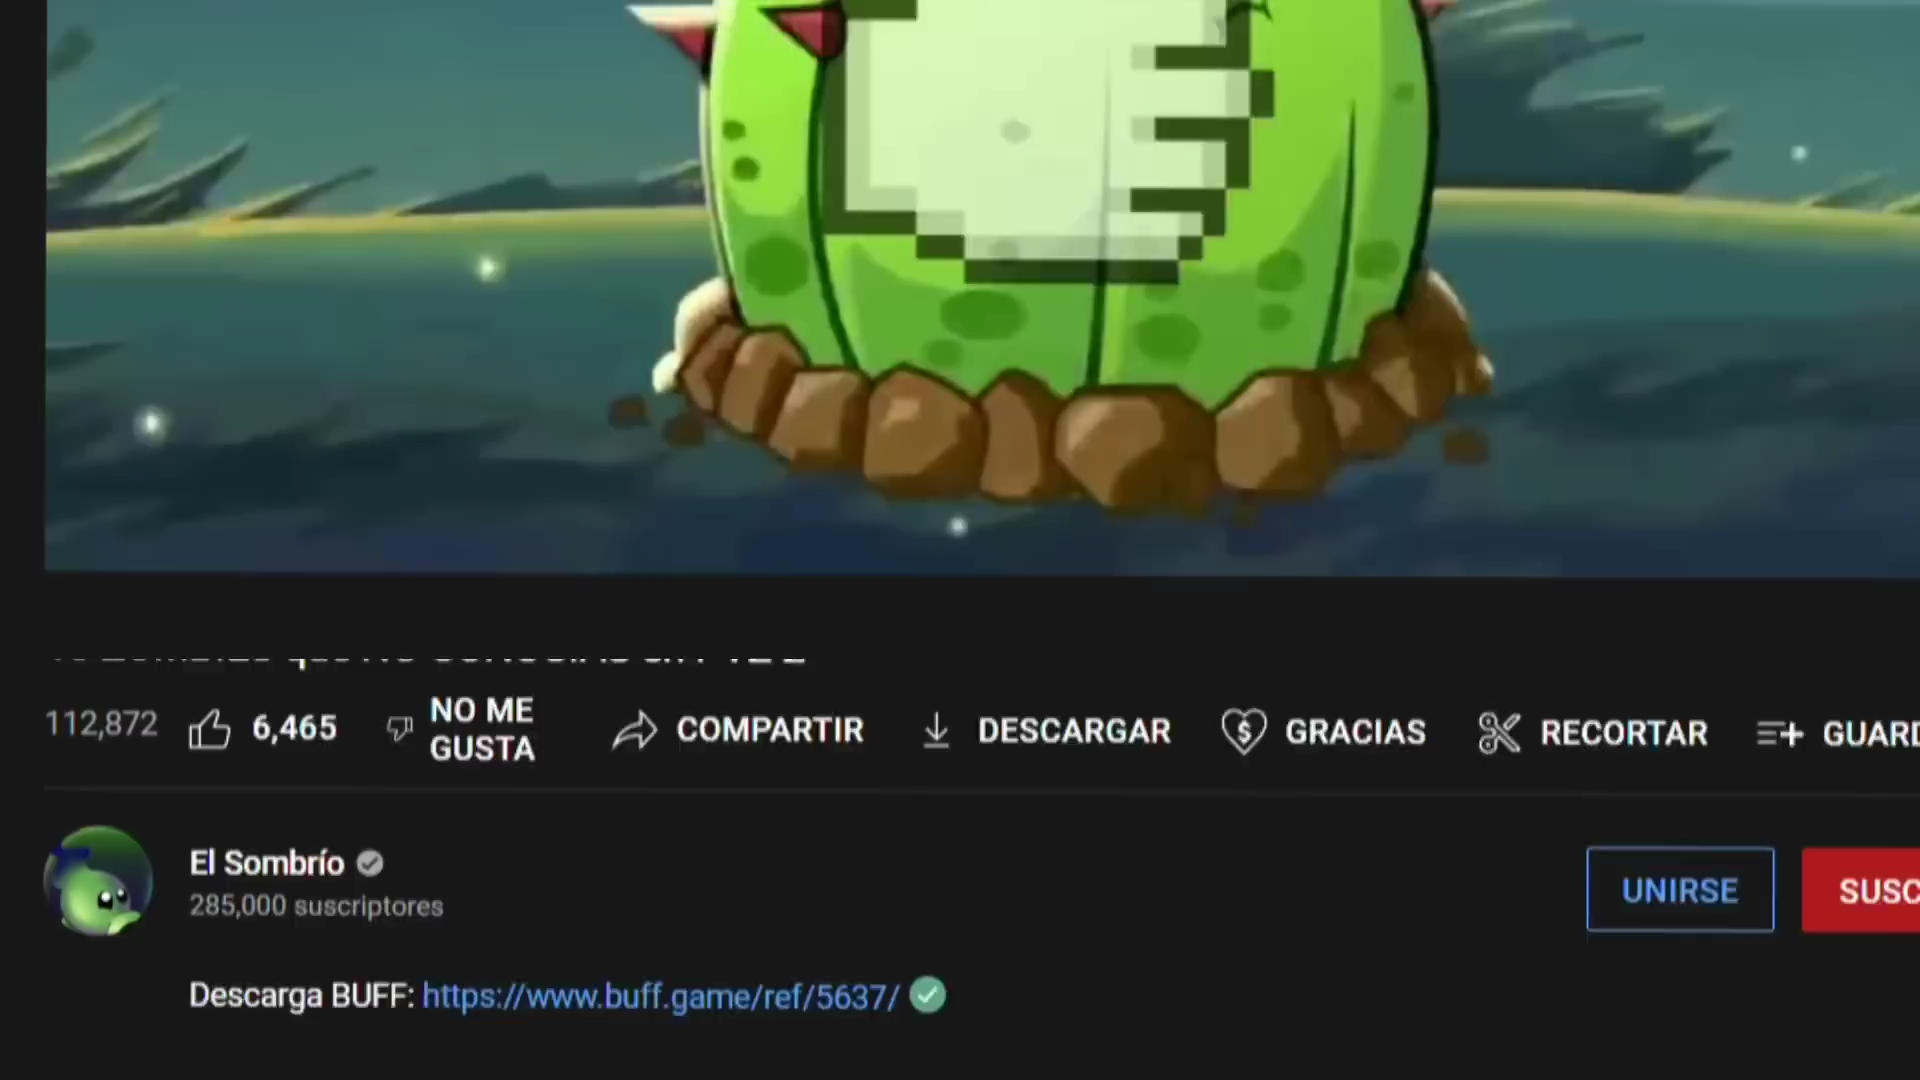 112,872 6,465 NO ME GUSTA COMPARTIR DESCARGAR GRACIAS RECORTAR GUARD
El Sombrío
285,000 suscriptores
UNIRSE SUSC
Descarga BUFF: https://www.buff.game/ref/5637/